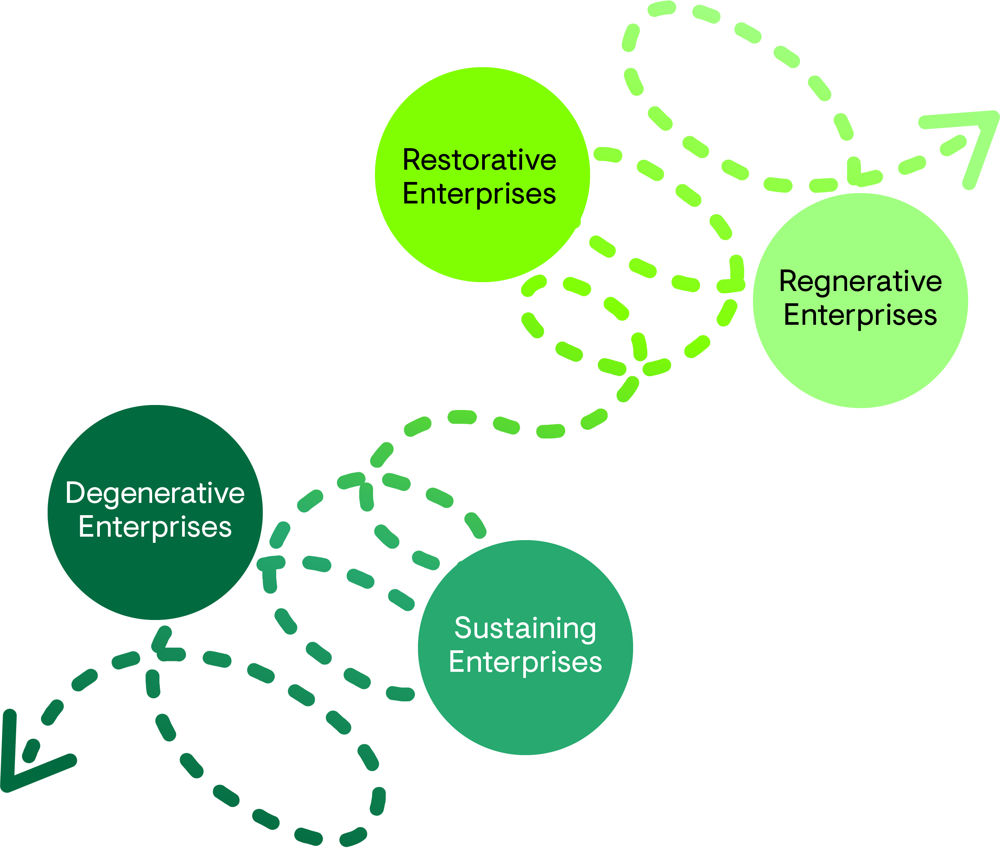 Restorative
Enterprises
Regnerative
Enterprises
Degenerative
Enterprises
Sustaining
Enterprises